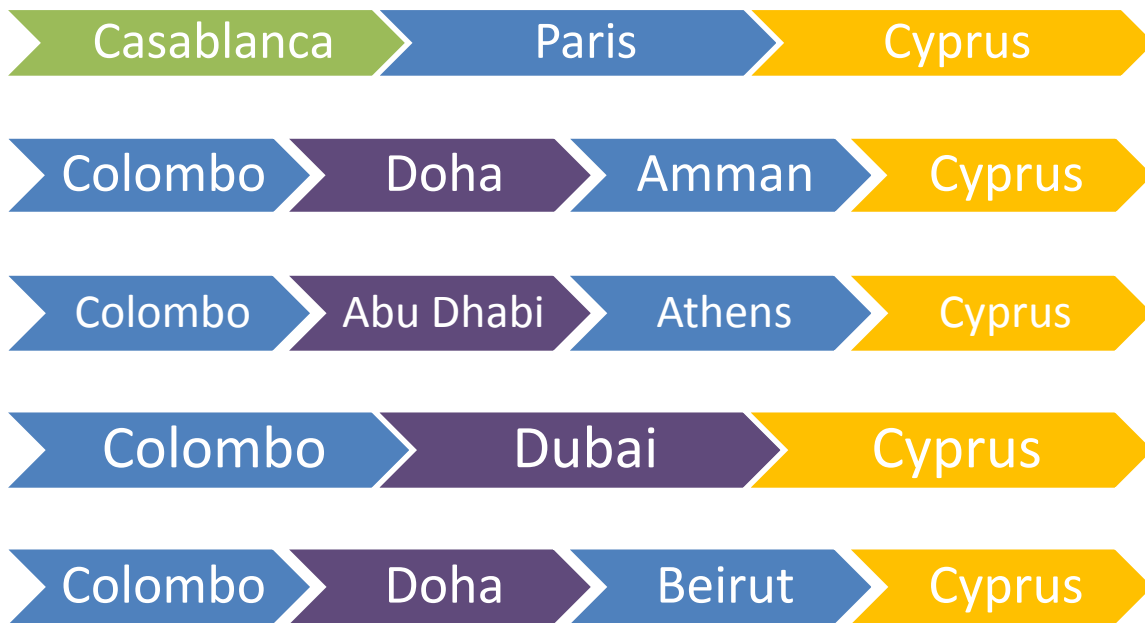 Casablanca Paris Cyprus
Colombo Doha Amman Cyprus
Colombo Abu Dhabi Athens Cyprus
Colombo Dubai Cyprus
Colombo Doha Beirut Cyprus